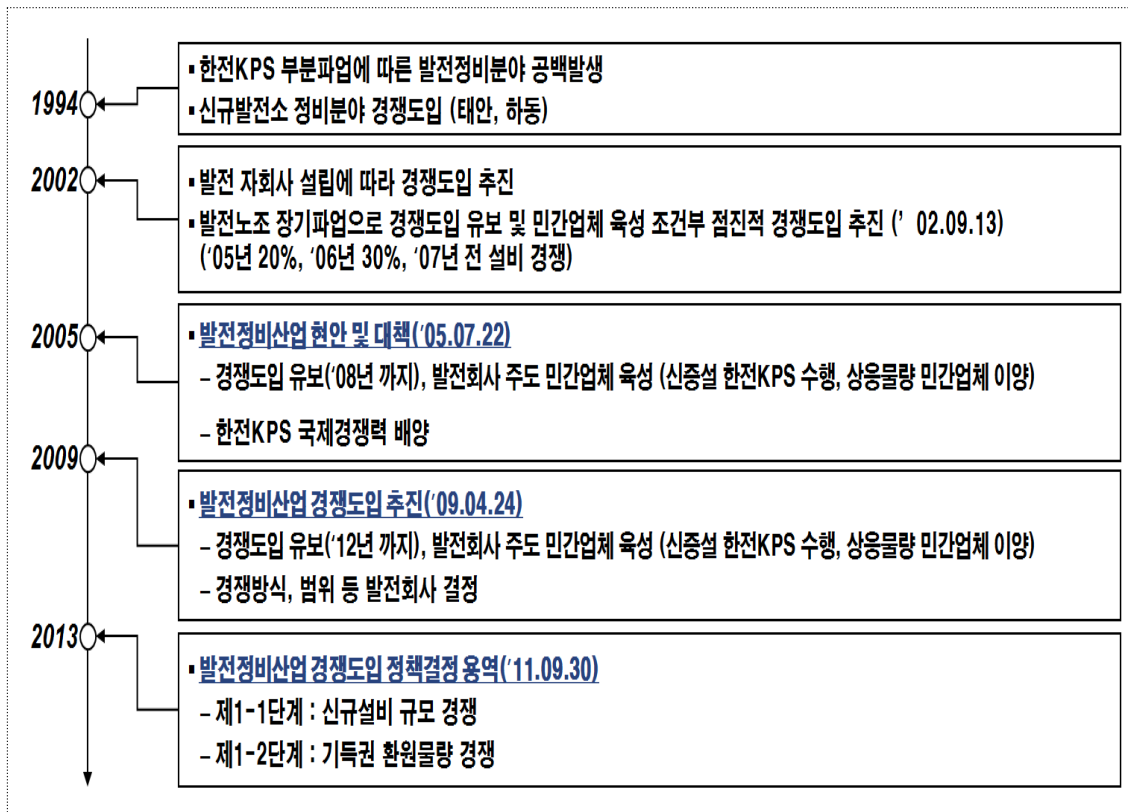 1994
▪ 한전KPS 부분파업에 따른 발전정비분야 공백발생
▪ 신규발전소 정비분야 경쟁도입 (태안, 하동)
2002
▪ 발전 자회사 설립에 따라 경쟁도입 추진
▪ 발전노조 장기파업으로 경쟁도입 유보 및 민간업체 육성 조건부 점진적 경쟁도입 추진 (’ 02.09.13)
(‘05년 20%, ‘06년 30%, ‘07년 전 설비 경쟁)
2005
▪ 발전정비산업 현안 및 대책(’05.07.22)
– 경쟁도입 유보(‘08년 까지), 발전회사 주도 민간업체 육성 (신증설 한전KPS 수행, 상응물량 민간업체 이양)
– 한전KPS 국제경쟁력 배양
2009
▪ 발전정비산업 경쟁도입 추진(’09.04.24)
– 경쟁도입 유보(‘12년 까지), 발전회사 주도 민간업체 육성 (신증설 한전KPS 수행, 상응물량 민간업체 이양)
– 경쟁방식, 범위 등 발전회사 결정
2013
▪ 발전정비산업 경쟁도입 정책결정 용역(’11.09.30)
– 제1-1단계 : 신규설비 규모 경쟁
– 제1-2단계 : 기득권 환원물량 경쟁